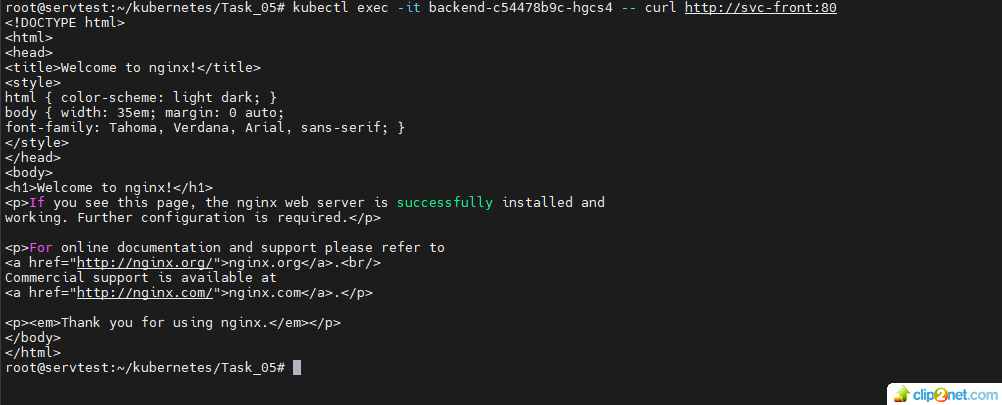 root@servtest:~/kubernetes/Task_05# kubectl exec -it backend-c54478b9c-hgcs4 -- curl http://svc-front:80
<!DOCTYPE html>
<html>
<head>
<title>Welcome to nginx!</title>
<style>
html { color-scheme: light dark; }
body { width: 35em; margin: 0 auto;
font-family: Tahoma, Verdana, Arial, sans-serif; }
</style>
</head>
<body>
<h1>Welcome to nginx!</h1>
<p>If you see this page, the nginx web server is successfully installed and
working. Further configuration is required.</p>

<p>For online documentation and support please refer to
<a href="http://nginx.org/">nginx.org</a>.<br/>
Commercial support is available at
<a href="http://nginx.com/">nginx.com</a>.</p>

<p><em>Thank you for using nginx.</em></p>
</body>
</html>
root@servtest:~/kubernetes/Task_05#
clip2net.com